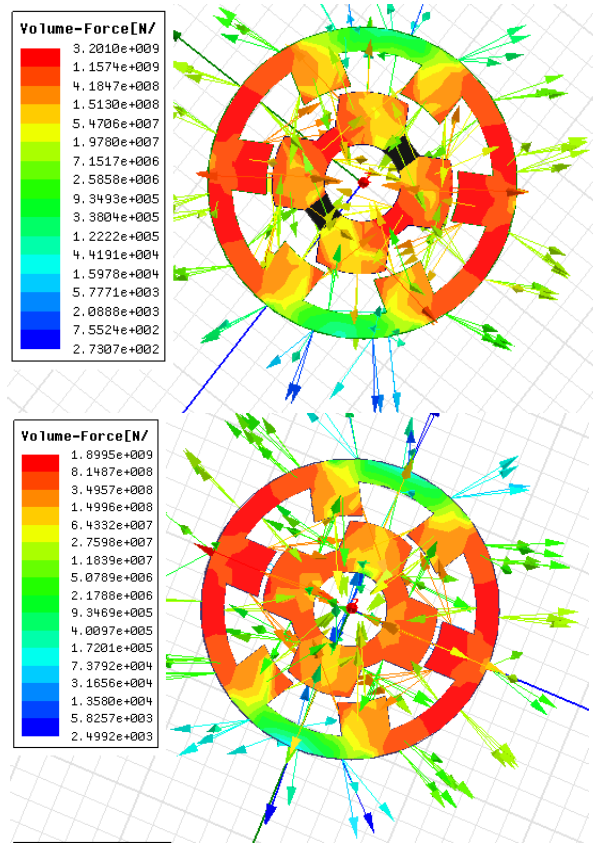 Volume-Force[N/
3.2010e+009
1.1574e+009
4.1847e+008
1.5130e+008
5.4706e+007
1.9780e+007
7.1517e+006
2.5858e+006
9.3493e+005
3.3804e+005
1.2222e+005
4.4191e+004
1.5978e+004
5.7771e+003
2.0888e+003
7.5524e+002
2.7307e+002
Volume-Force[N/
1.8995e+009
8.1487e+008
3.4957e+008
1.4996e+008
6.4332e+007
2.7598e+007
1.1839e+007
5.0789e+006
2.1788e+006
9.3469e+005
4.0097e+005
1.7201e+005
7.3792e+004
3.1656e+004
1.3580e+004
5.8257e+003
2.4992e+003